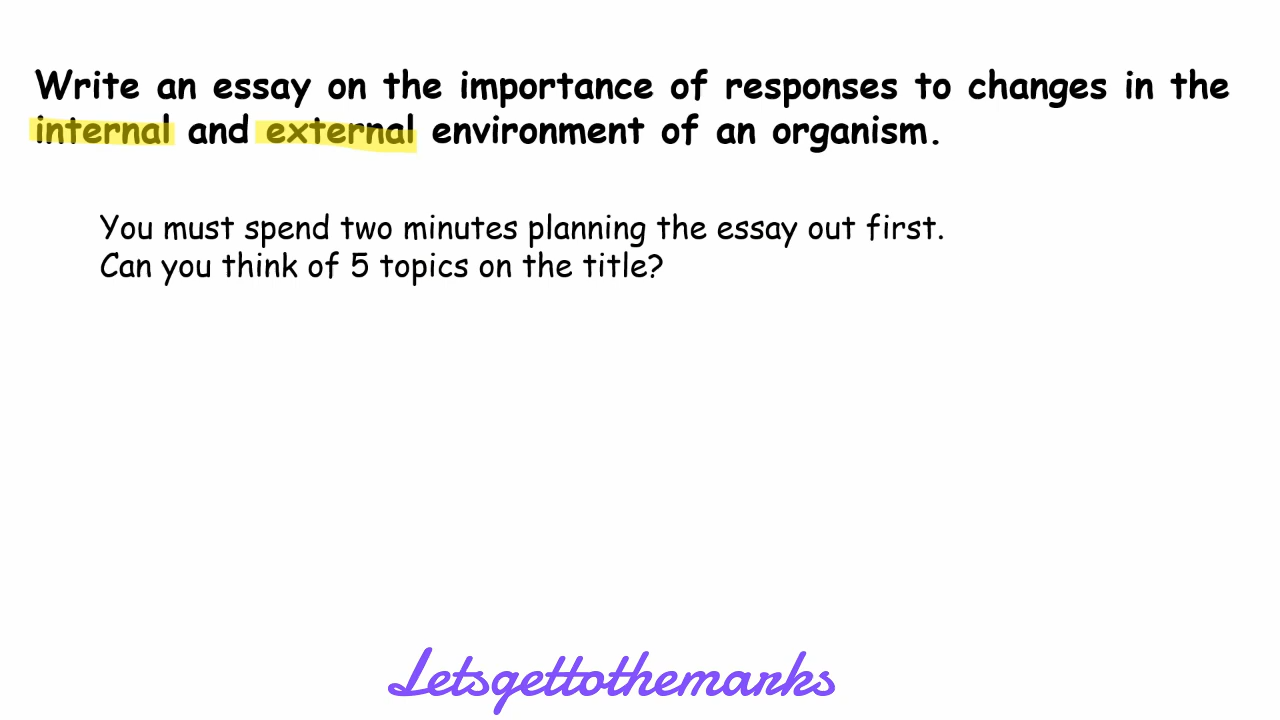 Write an essay on the importance of responses to changes in the
internal and external environment of an organism.
You must spend two minutes planning the essay out first.
Can you think of 5 topics on the title?
Letsgettothemarks